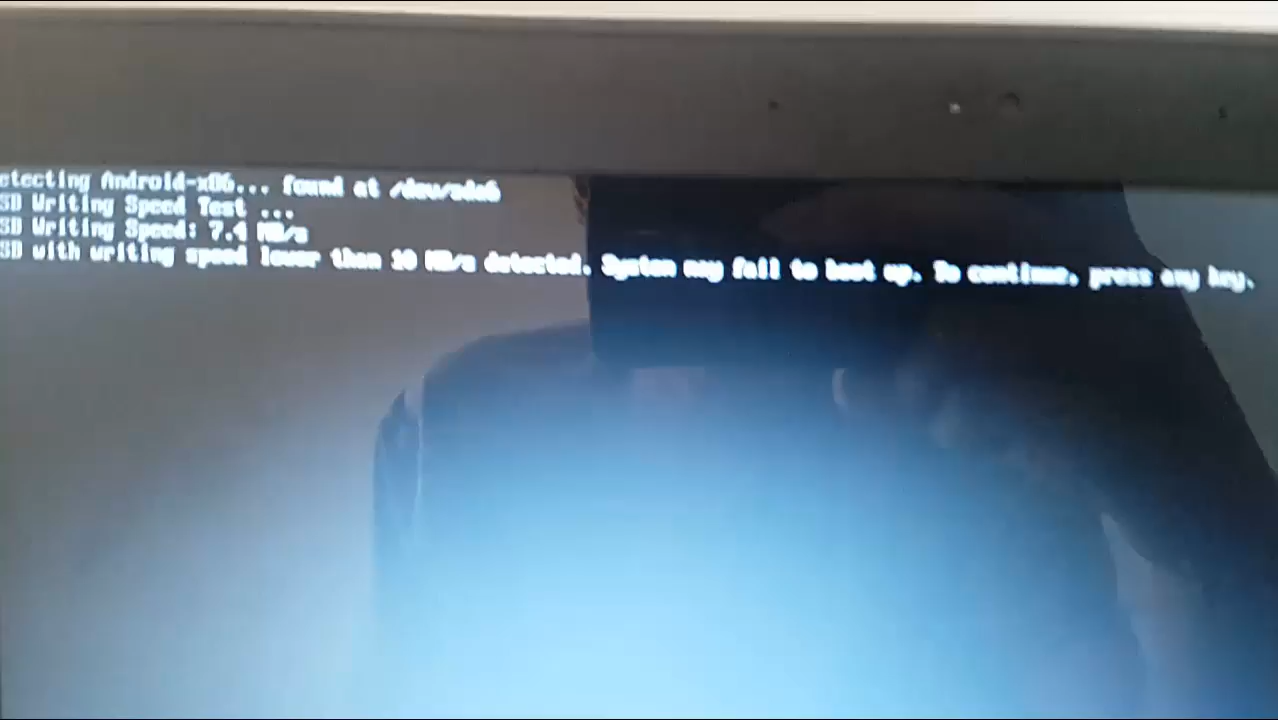 etecting Android-x86... found at /dev/sda6
SD Writing Speed Test ...
SD Writing Speed: 7.4 MB/s
SD with writing speed lower than 10 MB/s detected. System may fail to boot up. To continue, press any key.